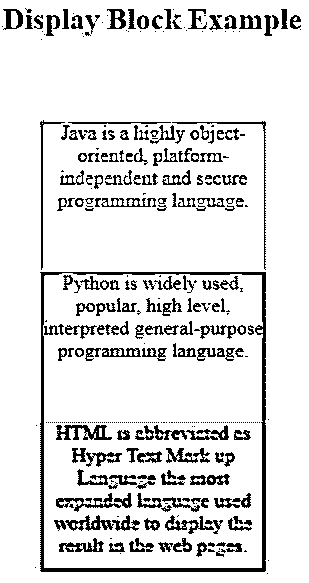 Display Block Example
Java is a highly object-
oriented, platform-
independent and secure
programming language.
Python is widely used,
popular, high level,
interpreted general-purpose
programming language.
HTML is abbreviated as
Hyper Text Mark up
Language the most
expanded language used
worldwide to display the
result in the web pages.